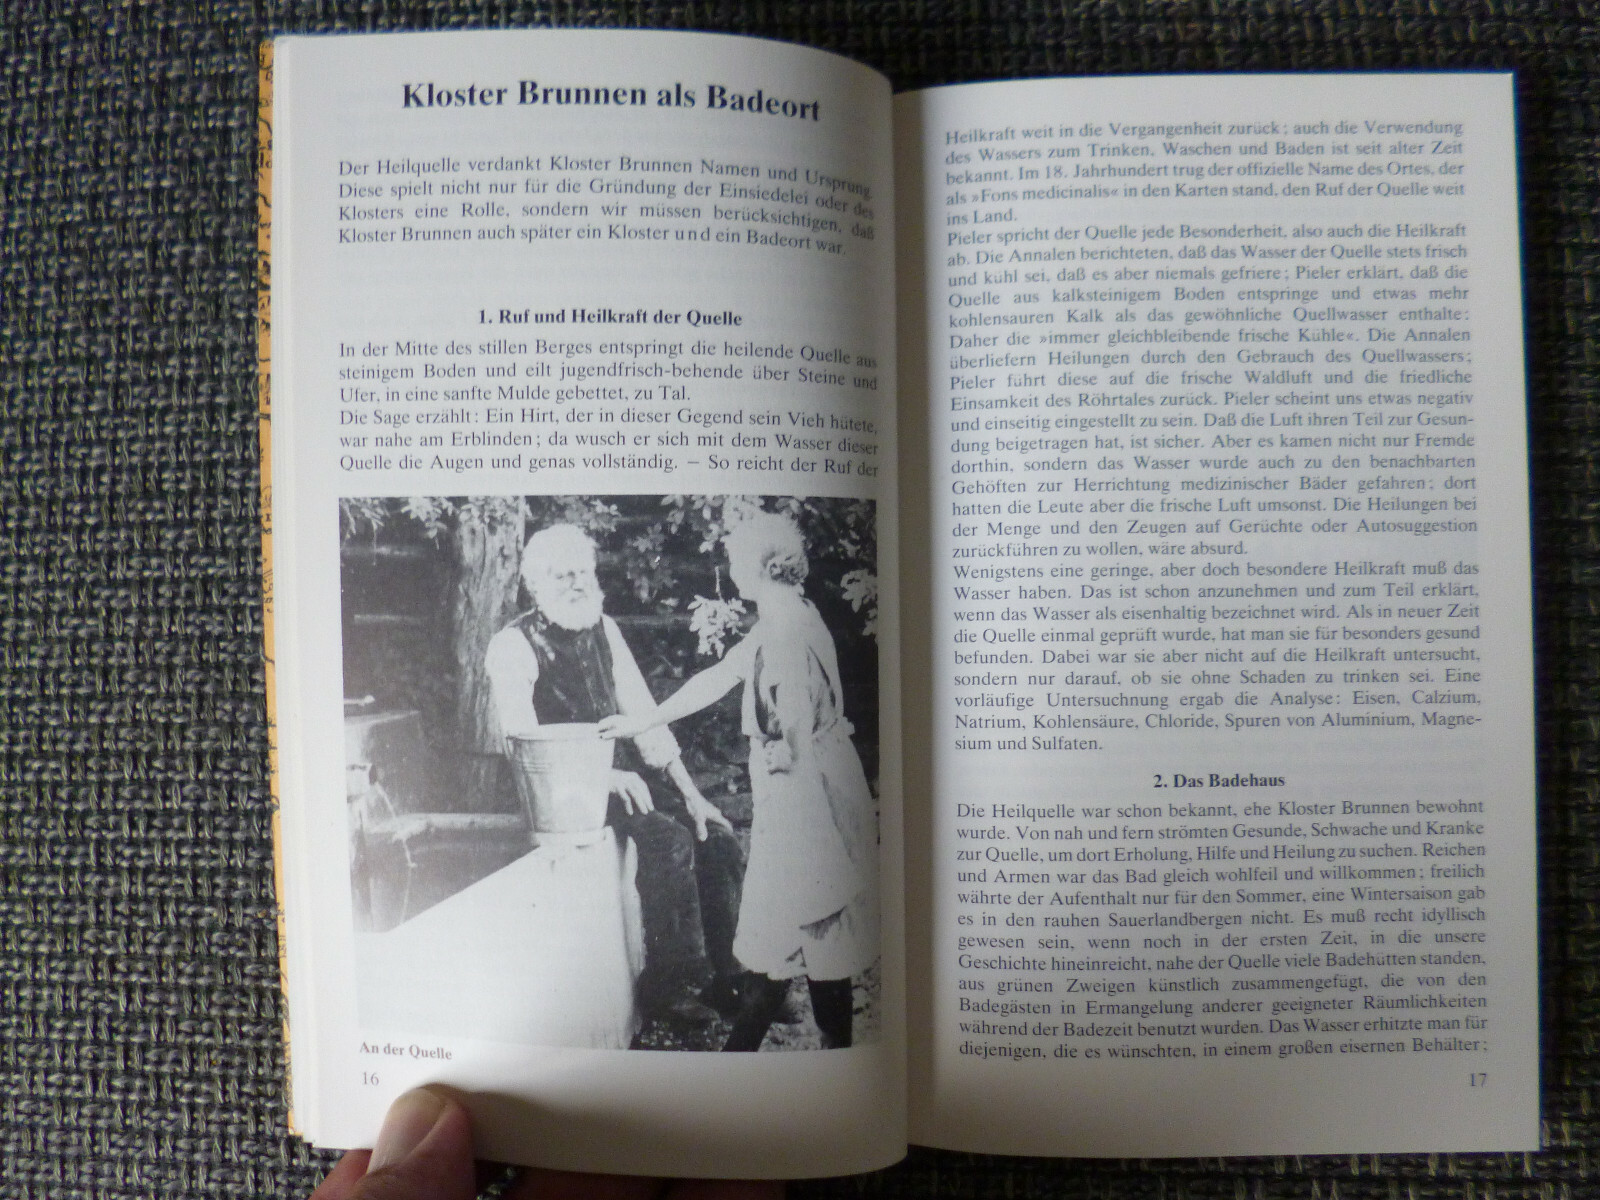 Kloster Brunnen als Badeort
Der Heilquelle verdankt Kloster Brunnen Namen und Ursprung.
Diese spielt nicht nur für die Gründung der Einsiedelei oder des
Klosters eine Rolle, sondern wir müssen berücksichtigen, daß
Kloster Brunnen auch später ein Kloster und ein Badeort war.
1. Ruf und Heilkraft der Quelle
In der Mitte des stillen Berges entspringt die heilende Quelle aus
steinigem Boden und eilt jugendfrisch-behende über Steine und
Ufer, in eine sanfte Mulde gebettet, zu Tal.
Die Sage erzählt: Ein Hirt, der in dieser Gegend sein Vieh hütete,
war nahe am Erblinden; da wusch er sich mit dem Wasser dieser
Quelle die Augen und genas vollständig. – So reicht der Ruf der
An der Quelle
16
Heilkraft weit in die Vergangenheit zurück; auch die Verwendung
des Wassers zum Trinken, Waschen und Baden ist seit alter Zeit
bekannt. Im 18. Jahrhundert trug der offizielle Name des Ortes, der
als »Fons medicinalis« in den Karten stand, den Ruf der Quelle weit
ins Land.
Pieler spricht der Quelle jede Besonderheit, also auch die Heilkraft
ab. Die Annalen berichteten, daß das Wasser der Quelle stets frisch
und kühl sei, daß es aber niemals gefriere; Pieler erklärt, daß die
Quelle aus kalksteinigem Boden entspringe und etwas mehr
kohlensauren Kalk als das gewöhnliche Quellwasser enthalte:
Daher die »immer gleichbleibende frische Kühle«. Die Annalen
überliefern Heilungen durch den Gebrauch des Quellwassers;
Pieler führt diese auf die frische Waldluft und die friedliche
Einsamkeit des Röhrtales zurück. Pieler scheint uns etwas negativ
und einseitig eingestellt zu sein. Daß die Luft ihren Teil zur Gesun-
dung beigetragen hat, ist sicher. Aber es kamen nicht nur Fremde
dorthin, sondern das Wasser wurde auch zu den benachbarten
Gehöften zur Herrichtung medizinischer Bäder gefahren; dort
hatten die Leute aber die frische Luft umsonst. Die Heilungen bei
der Menge und den Zeugen auf Gerüchte oder Autosuggestion
zurückführen zu wollen, wäre absurd.
Wenigstens eine geringe, aber doch besondere Heilkraft muß das
Wasser haben. Das ist schon anzunehmen und zum Teil erklärt,
wenn das Wasser als eisenhaltig bezeichnet wird. Als in neuer Zeit
die Quelle einmal geprüft wurde, hat man sie für besonders gesund
befunden. Dabei war sie aber nicht auf die Heilkraft untersucht,
sondern nur darauf, ob sie ohne Schaden zu trinken sei. Eine
vorläufige Untersuchnung ergab die Analyse: Eisen, Calzium,
Natrium, Kohlensäure, Chloride, Spuren von Aluminium, Magne-
sium und Sulfaten.
2. Das Badehaus
Die Heilquelle war schon bekannt, ehe Kloster Brunnen bewohnt
wurde. Von nah und fern strömten Gesunde, Schwache und Kranke
zur Quelle, um dort Erholung, Hilfe und Heilung zu suchen. Reichen
und Armen war das Bad gleich wohlfeil und willkommen; freilich
währte der Aufenthalt nur für den Sommer, eine Wintersaison gab
es in den rauhen Sauerlandbergen nicht. Es muß recht idyllisch
gewesen sein, wenn noch in der ersten Zeit, in die unsere
Geschichte hineinreicht, nahe der Quelle viele Badehütten standen,
aus grünen Zweigen künstlich zusammengefügt, die von den
Badegästen in Ermangelung anderer geeigneter Räumlichkeiten
während der Badezeit benutzt wurden. Das Wasser erhitzte man für
diejenigen, die es wünschten, in einem großen eisernen Behälter;
17